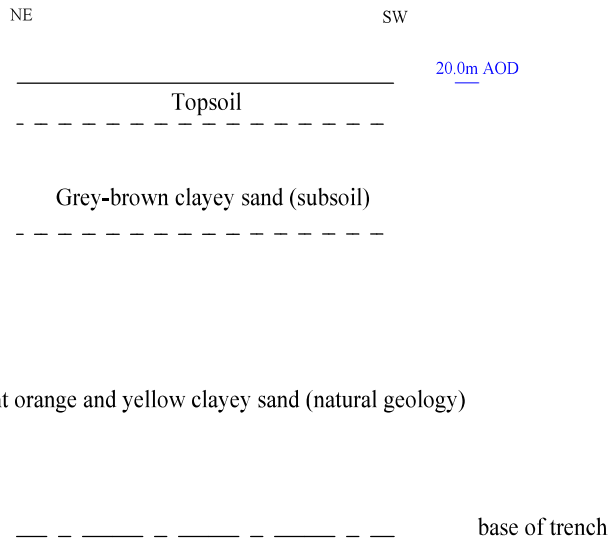 NE
SW
20.0m AOD
Topsoil
Grey-brown clayey sand (subsoil)
orange and yellow clayey sand (natural geology)
base of trench